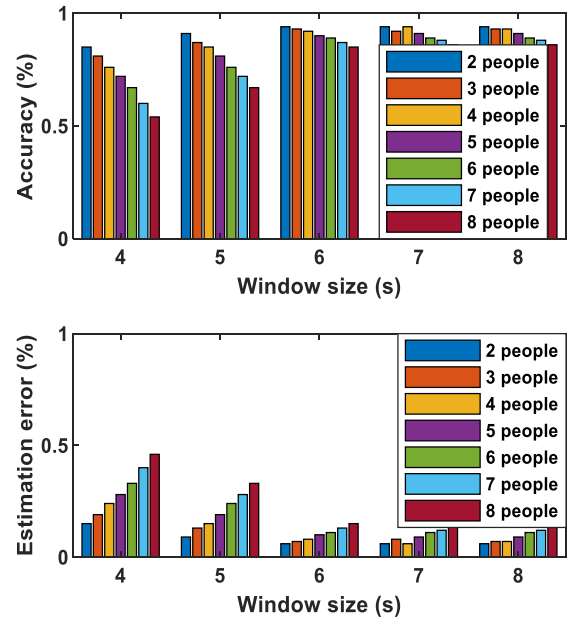 Accuracy (%)
1
0.5
0
4 5 6 7 8
Window size (s)
2 people
3 people
4 people
5 people
6 people
7 people
8 people
Estimation error (%)
1
0.5
0
4 5 6 7 8
Window size (s)
2 people
3 people
4 people
5 people
6 people
7 people
8 people